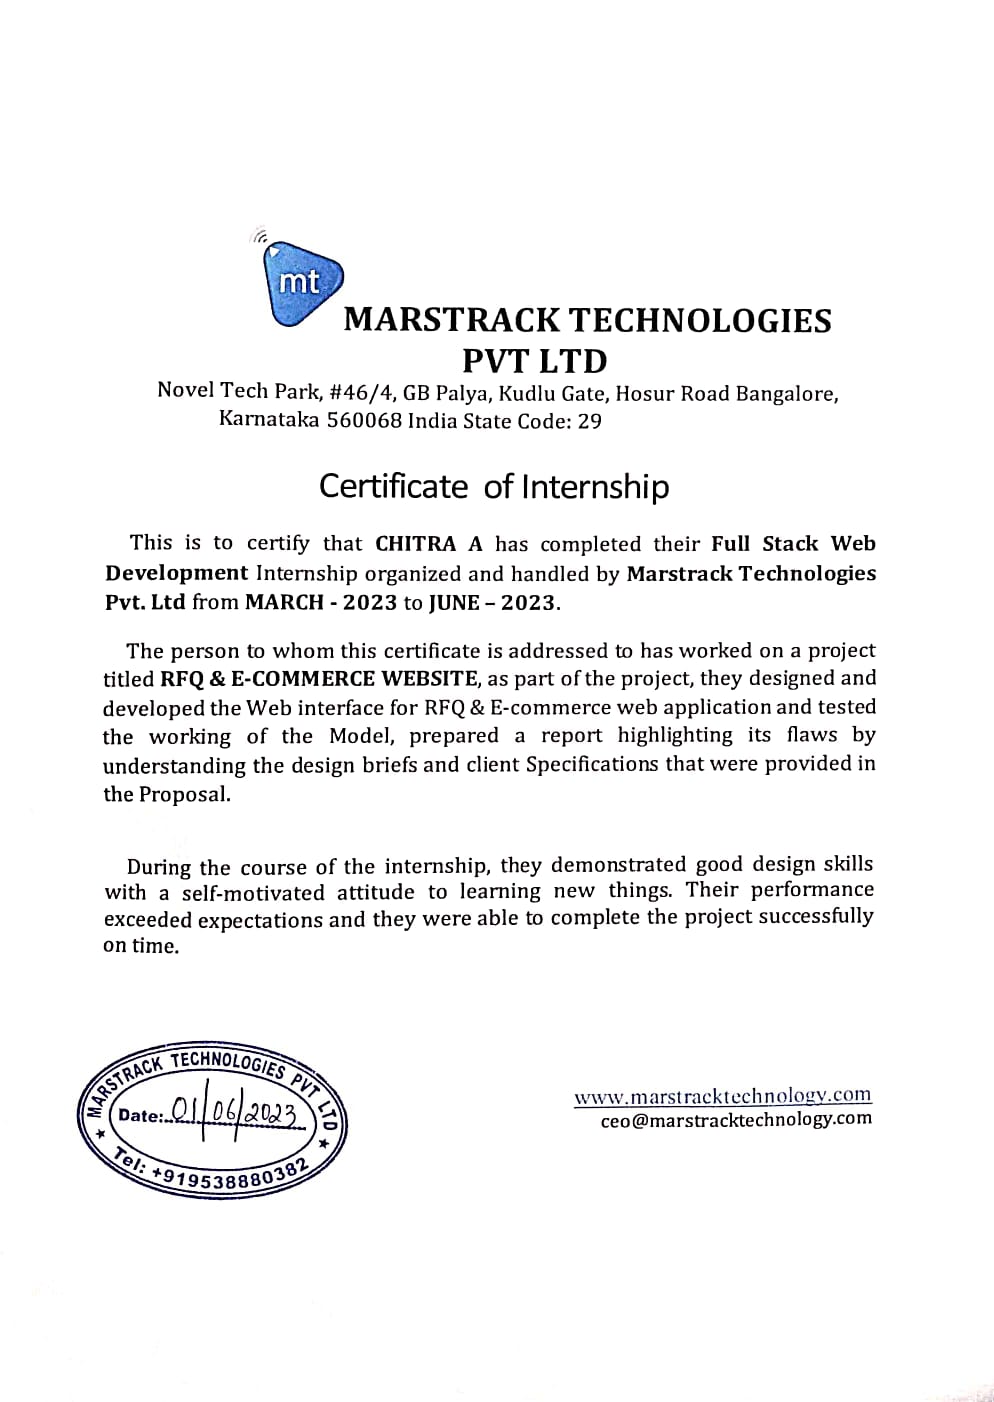 mt
MARSTRACK TECHNOLOGIES
PVT LTD
Novel Tech Park, #46/4, GB Palya, Kudlu Gate, Hosur Road Bangalore,
Karnataka 560068 India State Code: 29
Certificate of Internship
This is to certify that CHITRA A has completed their Full Stack Web
Development Internship organized and handled by Marstrack Technologies
Pvt. Ltd from MARCH - 2023 to JUNE – 2023.
The person to whom this certificate is addressed to has worked on a project
titled RFQ & E-COMMERCE WEBSITE, as part of the project, they designed and
developed the Web interface for RFQ & E-commerce web application and tested
the working of the Model, prepared a report highlighting its flaws by
understanding the design briefs and client Specifications that were provided in
the Proposal.
During the course of the internship, they demonstrated good design skills
with a self-motivated attitude to learning new things. Their performance
exceeded expectations and they were able to complete the project successfully
on time.
MARSTRACK TECHNOLOGIES PVT LTD
Date:..01/06/2023
Tel: +919538880382
www.marstracktechnology.com
ceo@marstracktechnology.com